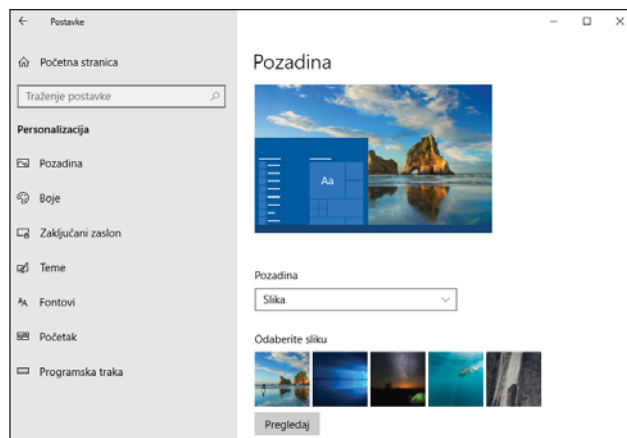 Postavke
Početna stranica
Traženje postavke
Personalizacija
Pozadina
Boje
Zaključani zaslon
Teme
Fontovi
Početak
Programska traka
Pozadina
Aa
Pozadina
Slika
Odaberite sliku
Pregledaj